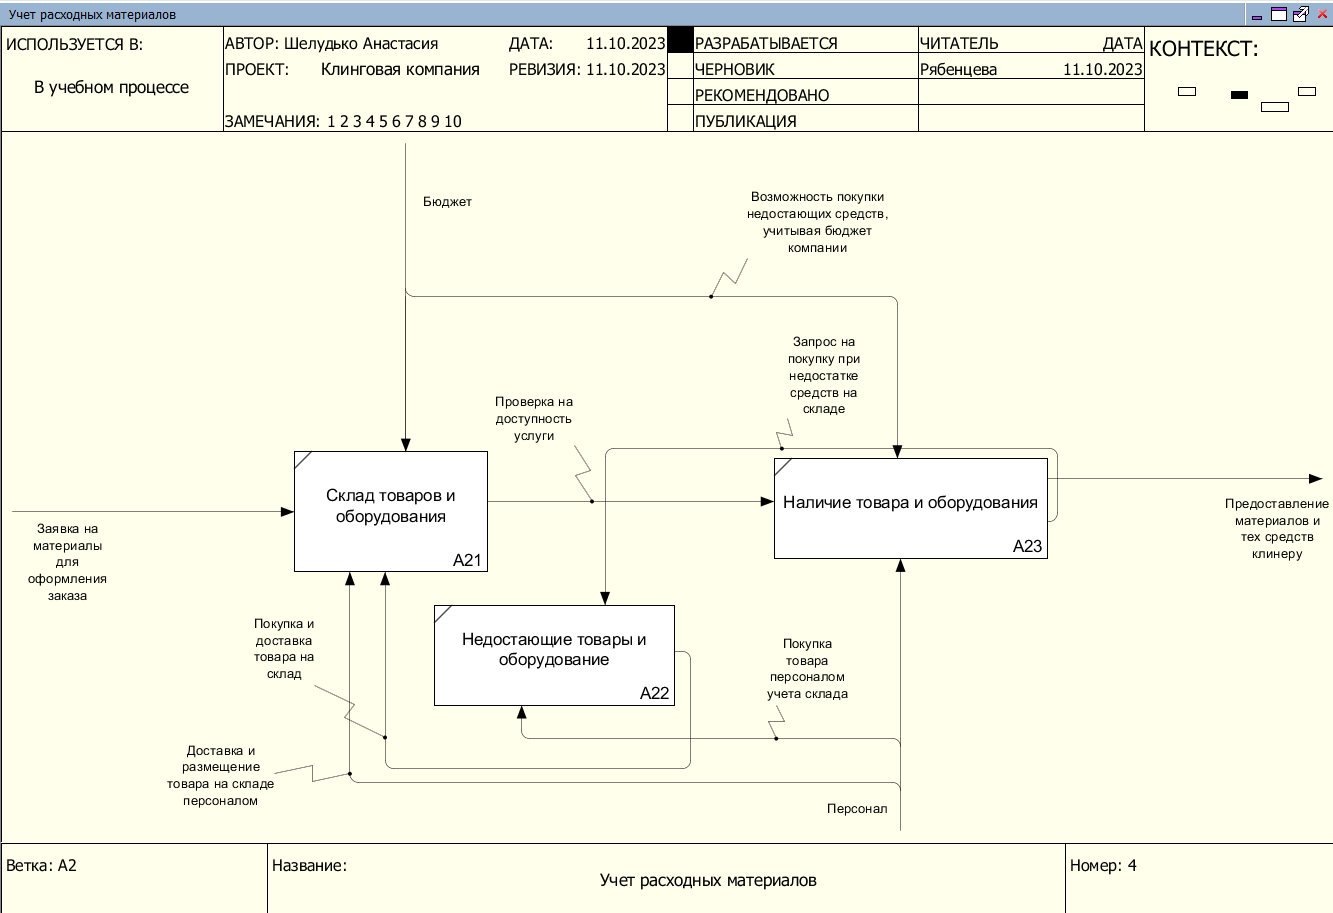 Учет расходных материалов
ИСПОЛЬЗУЕТСЯ В:
В учебном процессе
АВТОР: Шелудько Анастасия
ДАТА: 11.10.2023
ПРОЕКТ: Клинговая компания
РЕВИЗИЯ: 11.10.2023
ЗАМЕЧАНИЯ: 1 2 3 4 5 6 7 8 9 10
РАЗРАБАТЫВАЕТСЯ
ЧЕРНОВИК
РЕКОМЕНДОВАНО
ПУБЛИКАЦИЯ
ЧИТАТЕЛЬ ДАТА
Рябенцева 11.10.2023
КОНТЕКСТ:
Бюджет
Возможность покупки
недостающих средств,
учитывая бюджет
компании
Запрос на
покупку при
недостатке
средств на
складе
Проверка на
доступность
услуги
Склад товаров и
оборудования
A21
Наличие товара и оборудования
A23
Заявка на
материалы
для
оформления
заказа
Предоставление
материалов и
тех средств
клинеру
Недостающие товары и
оборудование
A22
Покупка и
доставка
товара на
склад
Покупка
товара
персоналом
учета склада
Доставка и
размещение
товара на складе
персоналом
Персонал
Ветка: A2
Название:
Учет расходных материалов
Номер: 4